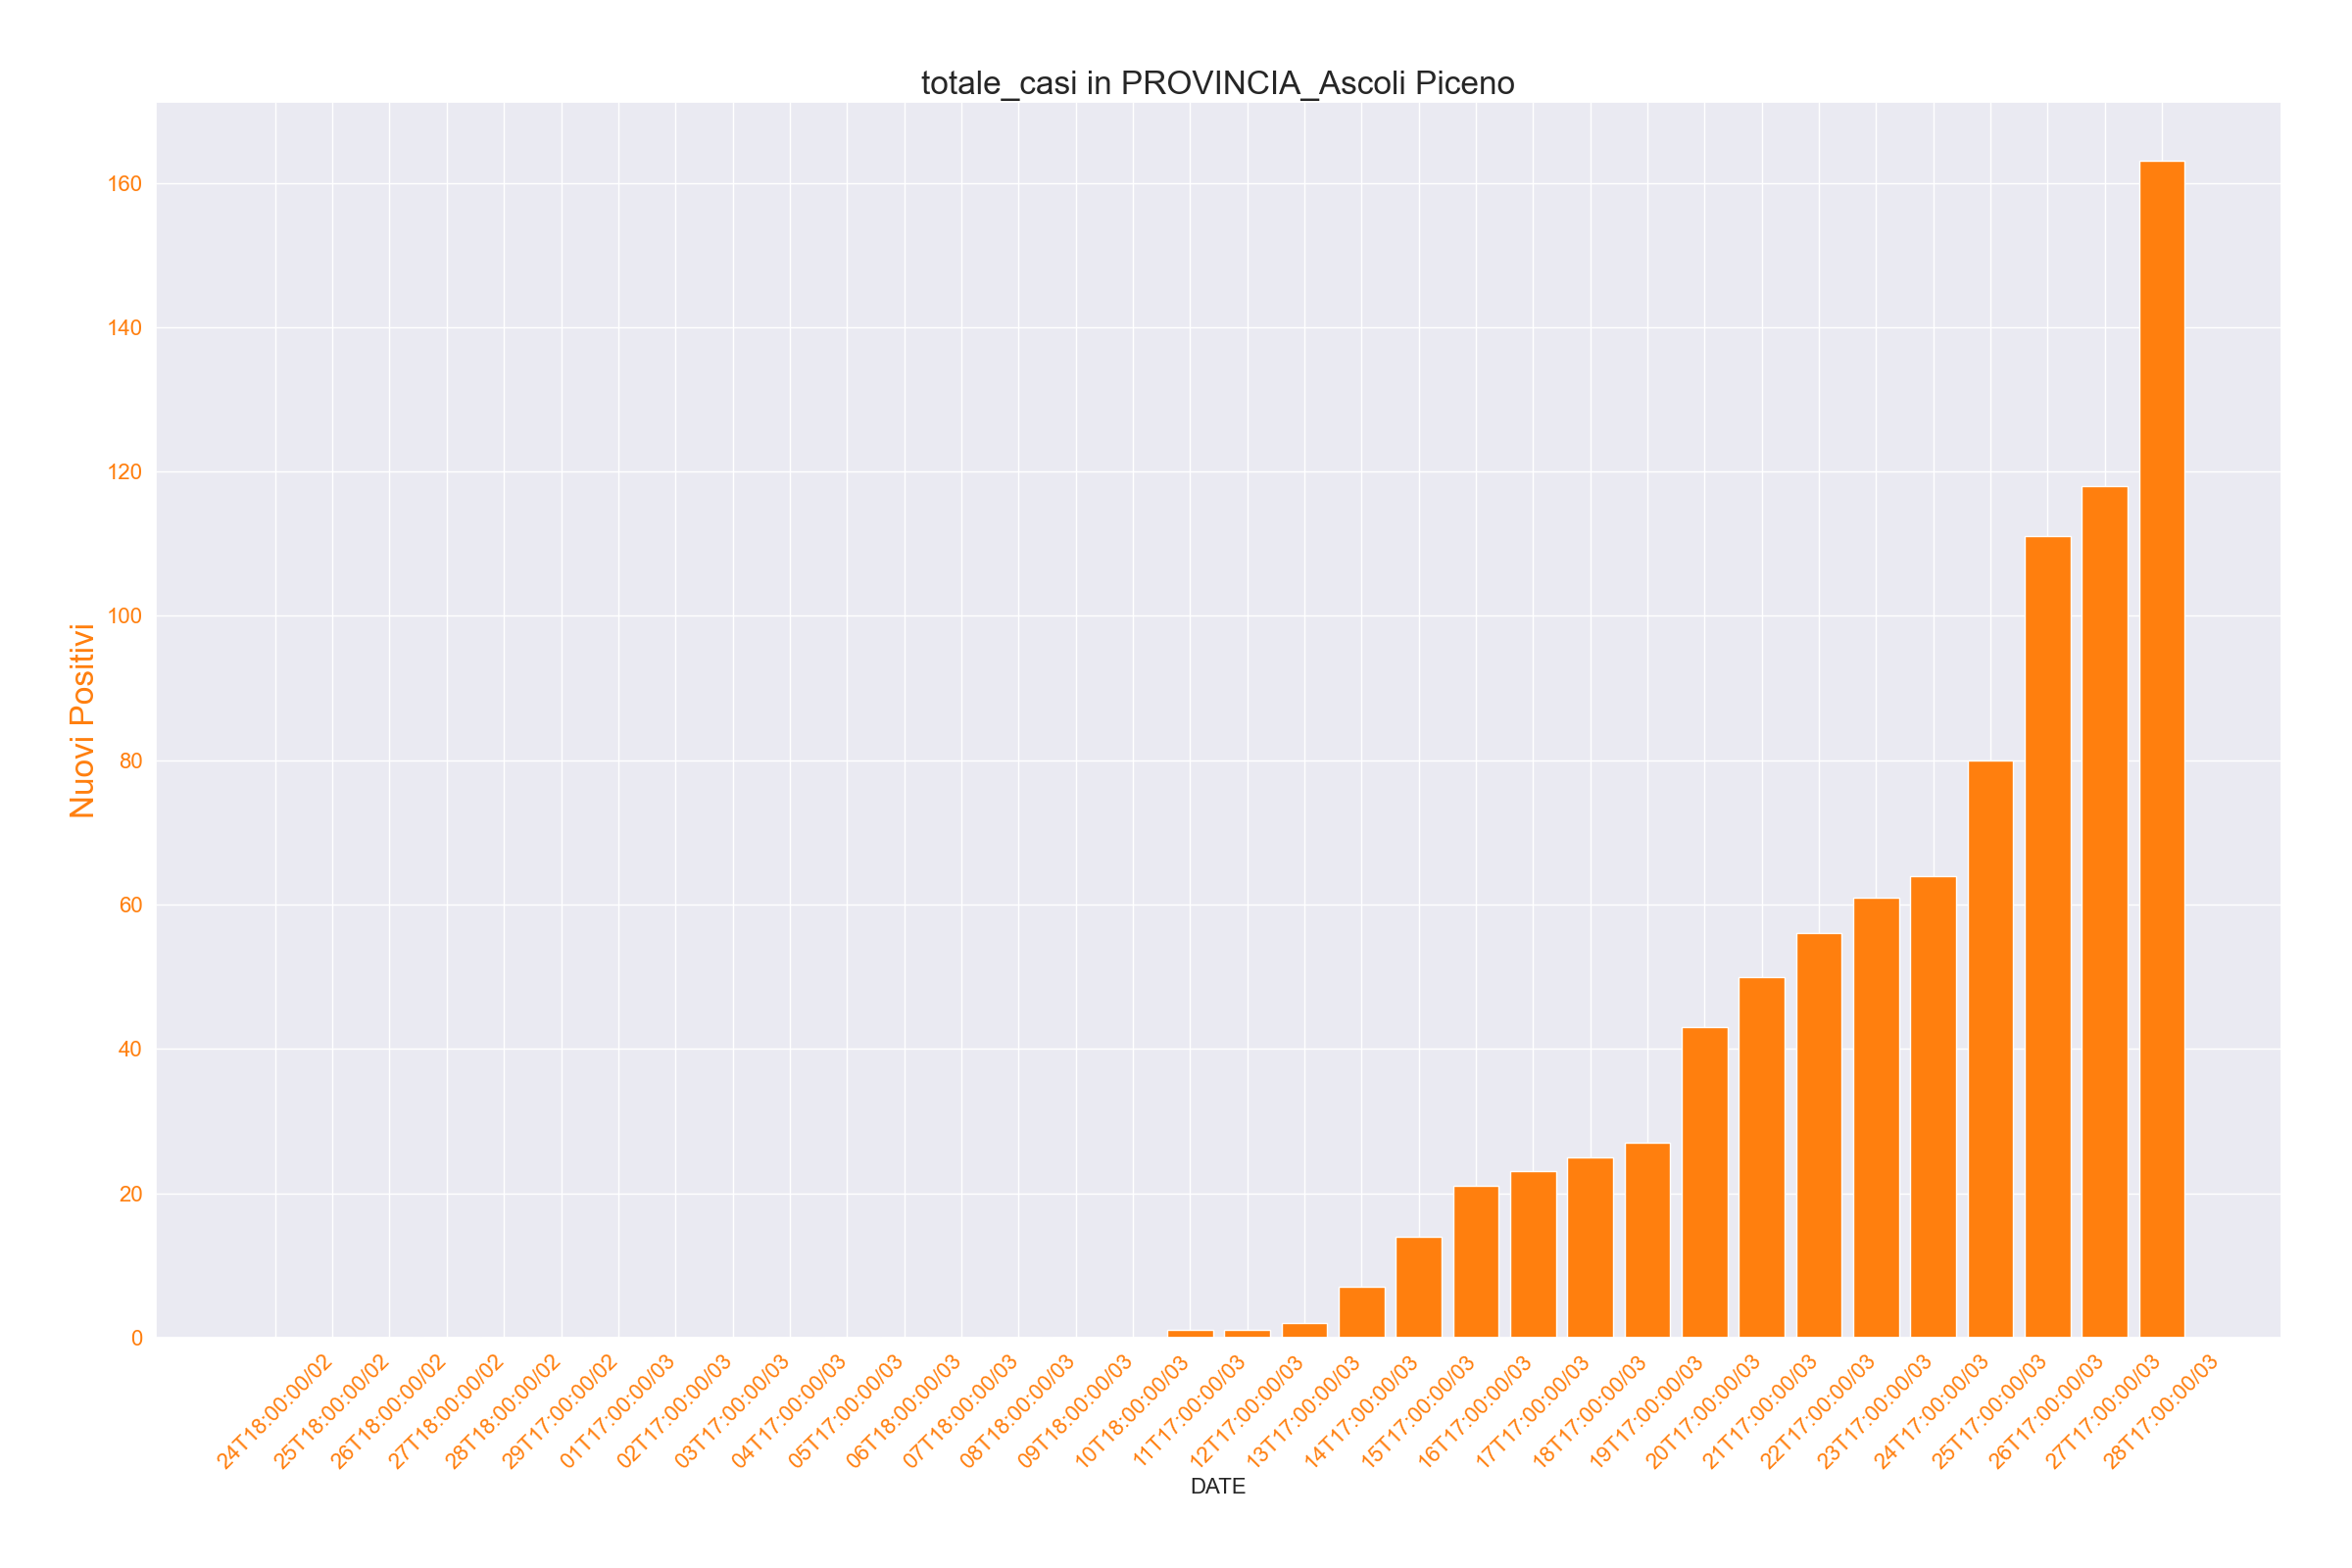 totale_casi in PROVINCIA_Ascoli Piceno
Nuovi Positivi
160
140
120
100
80
60
40
20
0
24T18:00:00/02
25T18:00:00/02
26T18:00:00/02
27T18:00:00/02
28T18:00:00/02
29T17:00:00/02
01T17:00:00/03
02T17:00:00/03
03T17:00:00/03
04T17:00:00/03
05T17:00:00/03
06T18:00:00/03
07T18:00:00/03
08T18:00:00/03
09T18:00:00/03
10T18:00:00/03
11T17:00:00/03
12T17:00:00/03
13T17:00:00/03
14T17:00:00/03
15T17:00:00/03
16T17:00:00/03
17T17:00:00/03
18T17:00:00/03
19T17:00:00/03
20T17:00:00/03
21T17:00:00/03
22T17:00:00/03
23T17:00:00/03
24T17:00:00/03
25T17:00:00/03
26T17:00:00/03
27T17:00:00/03
28T17:00:00/03
DATE